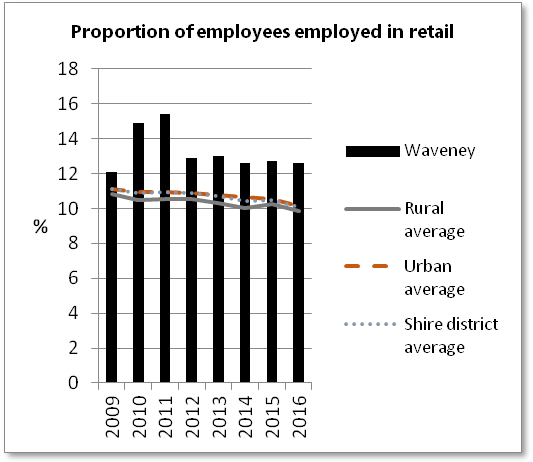 Proportion of employees employed in retail
18
16
14
12
10
8
6
4
2
0
%
2009
2010
2011
2012
2013
2014
2015
2016
Waveney
Rural
average
Urban
average
Shire district
average